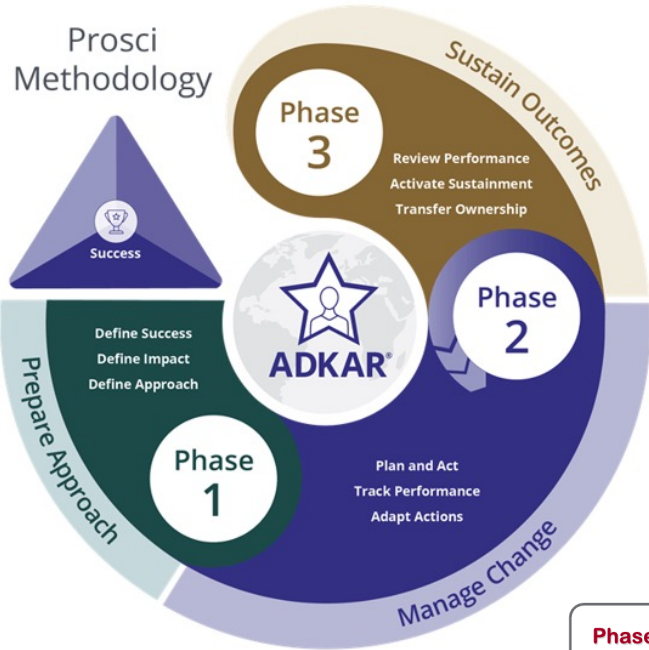 Prosci
Methodology
Success
Phase
3
Sustain Outcomes
Review Performance
Activate Sustainment
Transfer Ownership
Phase
2
ADKAR®
Define Success
Define Impact
Define Approach
Prepare Approach
Phase
1
Plan and Act
Track Performance
Adapt Actions
Manage Change
Phase